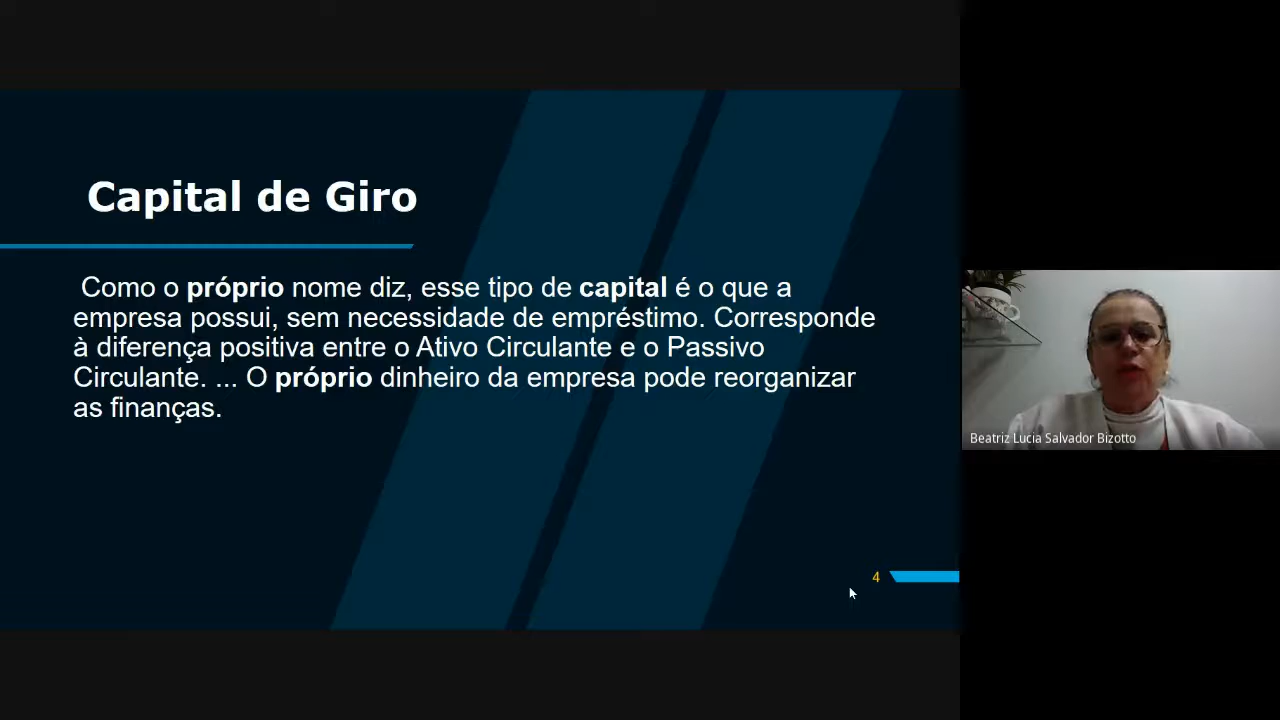 Capital de Giro
Como o próprio nome diz, esse tipo de capital é o que a
empresa possui, sem necessidade de empréstimo. Corresponde
à diferença positiva entre o Ativo Circulante e o Passivo
Circulante. ... O próprio dinheiro da empresa pode reorganizar
as finanças.
4
Beatriz Lucia Salvador Bizotto